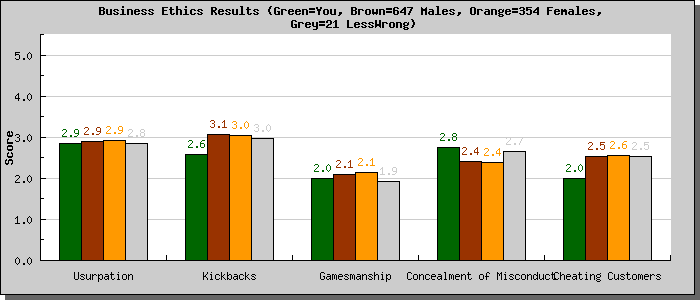 Business Ethics Results (Green=You, Brown=647 Males, Orange=354 Females,
Grey=21 LessWrong)
5.0
4.0
3.0
2.0
1.0
0.0
Score
2.9 2.9 2.9 2.8
2.6 3.1 3.0 3.0
2.0 2.1 2.1 1.9
2.8 2.4 2.4 2.7
2.0 2.5 2.6 2.5
Usurpation Kickbacks Gamesmanship Concealment of Misconduct Cheating Customers